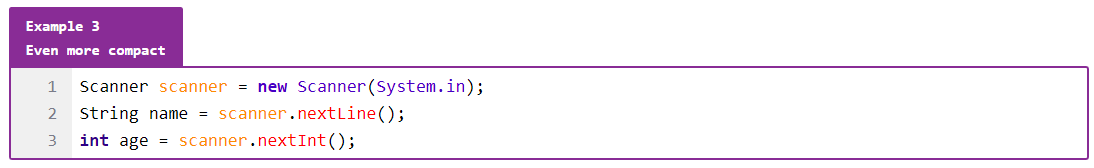 Example 3
Even more compact
1 Scanner scanner = new Scanner(System.in);
2 String name = scanner.nextLine();
3 int age = scanner.nextInt();